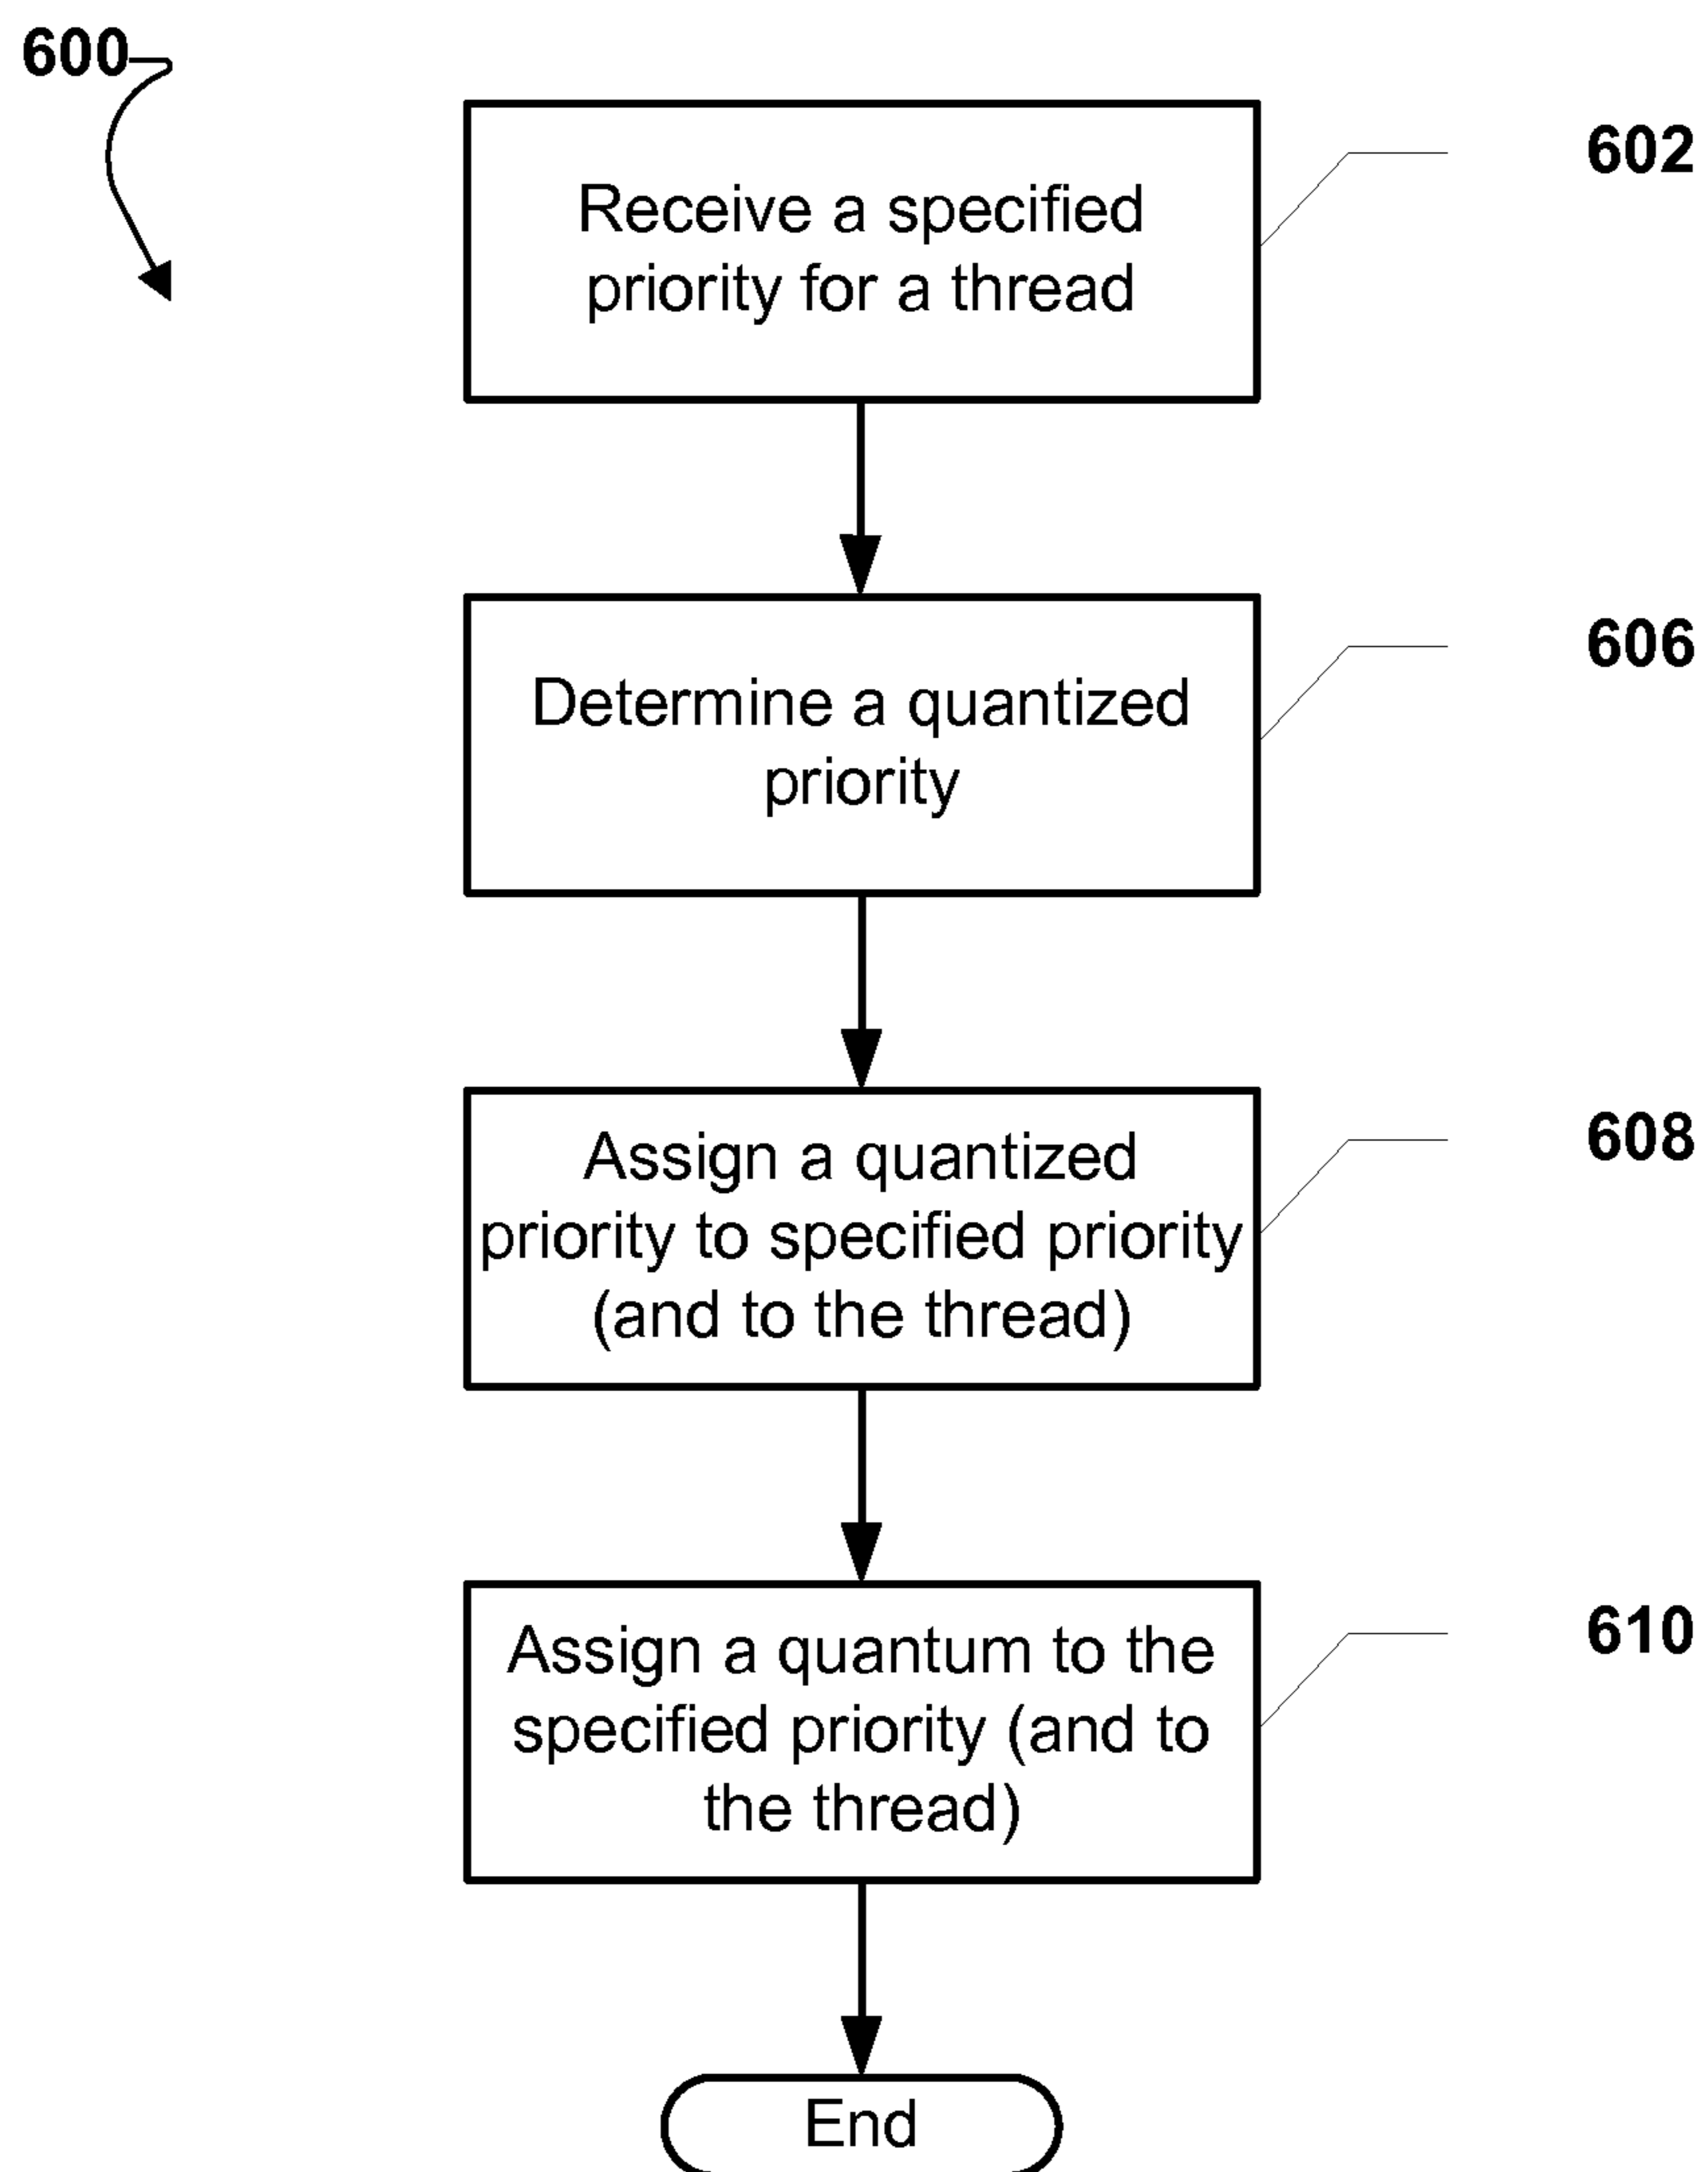 600
602
Receive a specified
priority for a thread
606
Determine a quantized
priority
608
Assign a quantized
priority to specified priority
(and to the thread)
610
Assign a quantum to the
specified priority (and to
the thread)
End